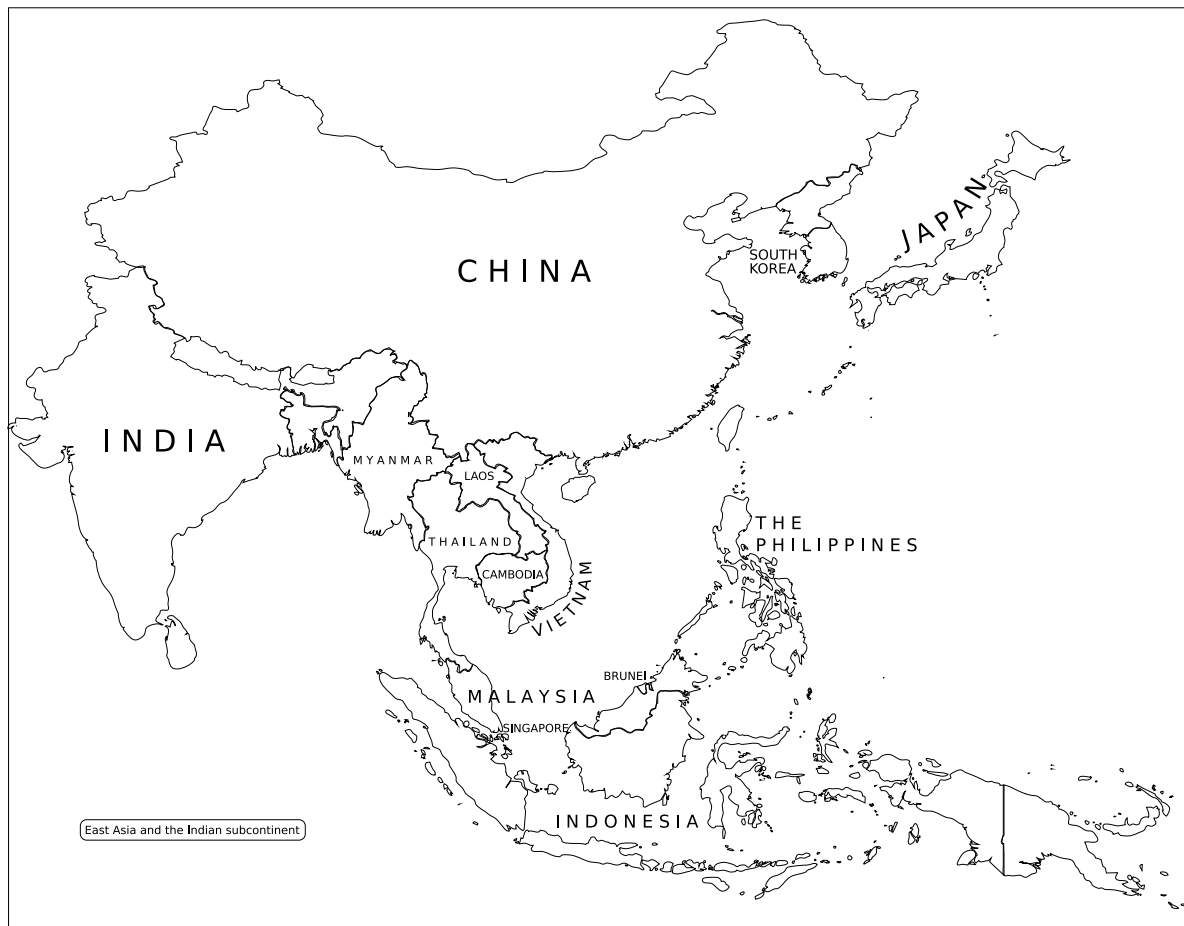 JAPAN
SOUTH
KOREA
CHINA
INDIA
MYANMAR
LAOS
THE
PHILIPPINES
THAILAND
CAMBODIA
VIETNAM
BRUNEI
MALAYSIA
SINGAPORE
INDONESIA
East Asia and the Indian subcontinent